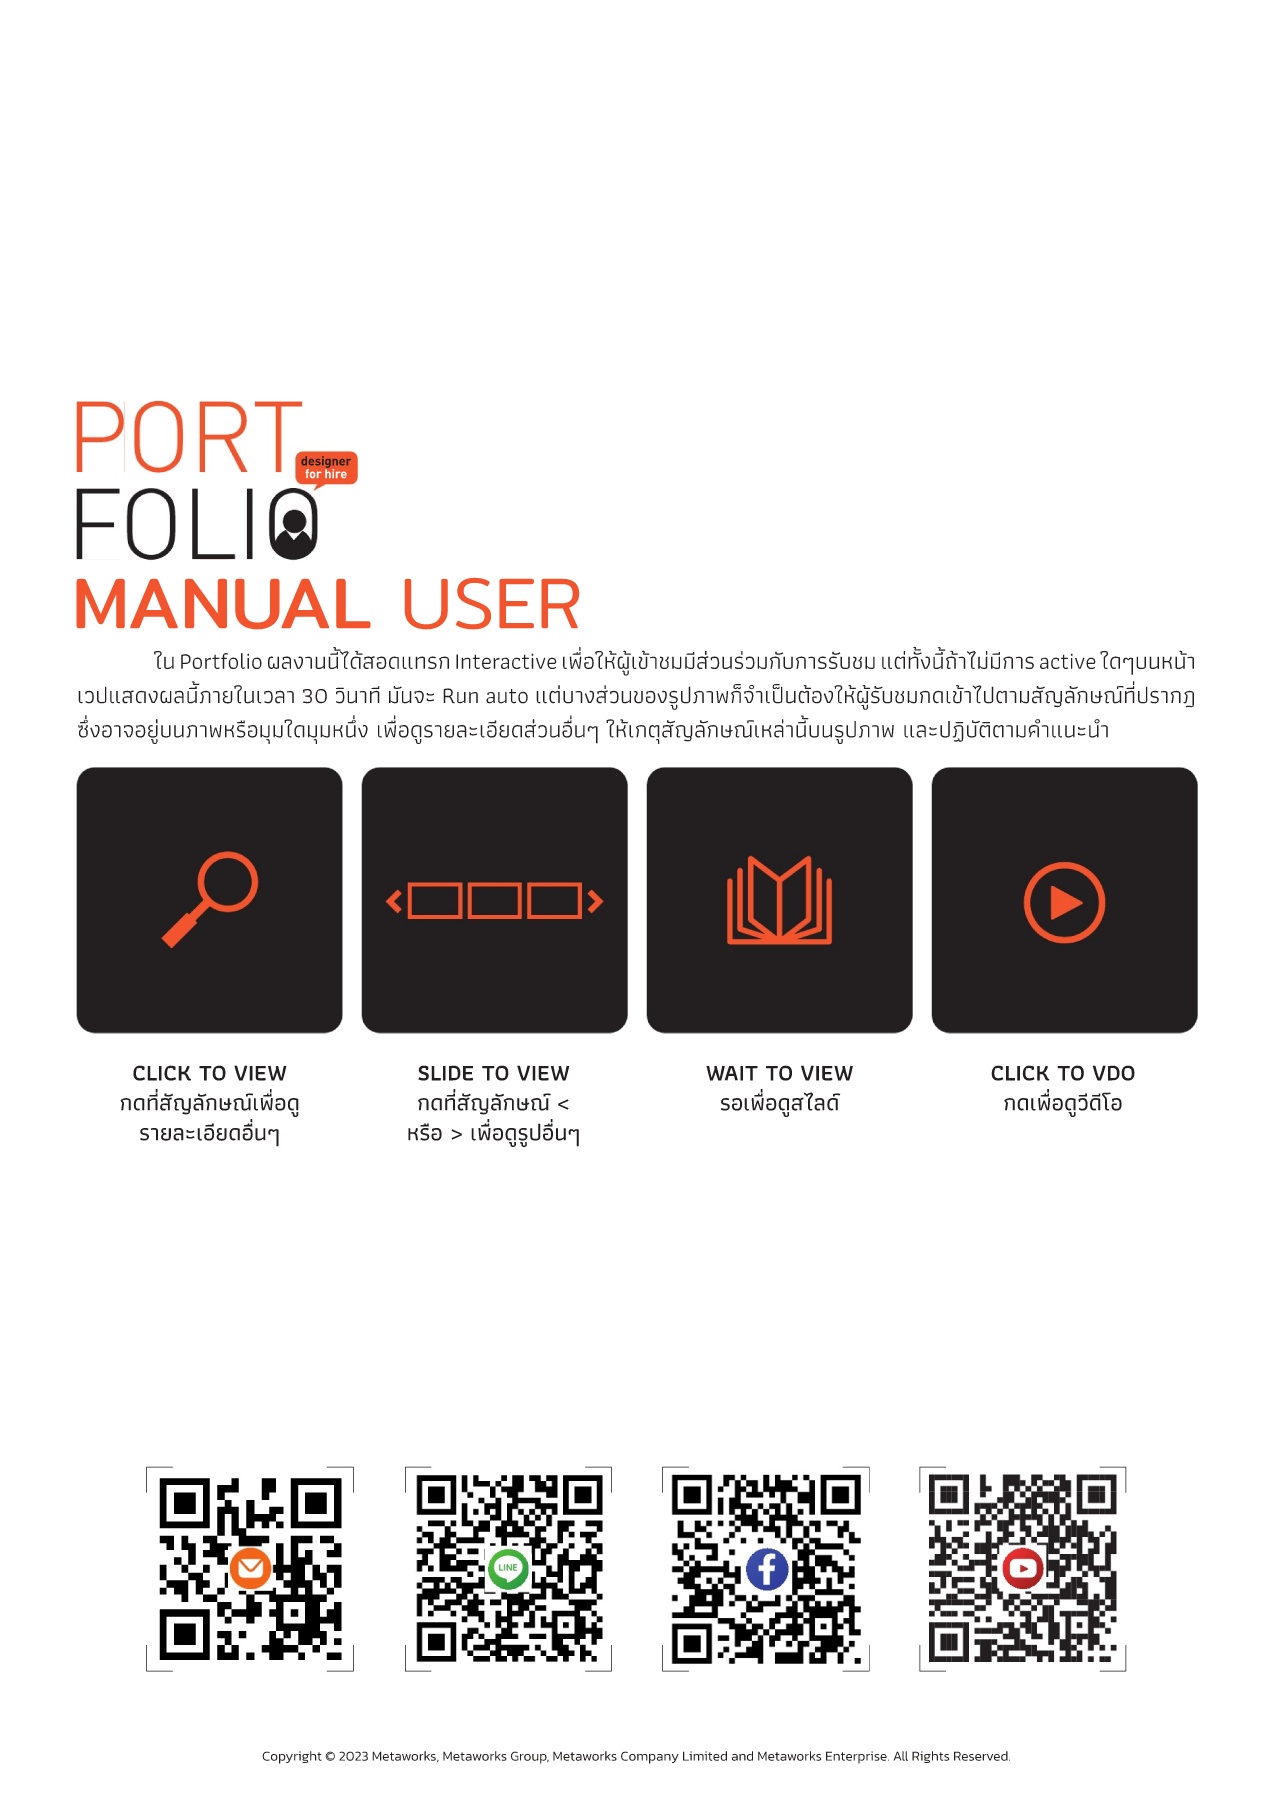 PORT
designer
for hire
FOLIO
MANUAL USER
ใน Portfolio ผลงานนี้ได้สอดแทรก Interactive เพื่อให้ผู้เข้าชมมีส่วนร่วมกับการรับชม แต่ทั้งนี้ถ้าไม่มีการ active ใดๆบนหน้า
เวปแสดงผลนี้ภายในเวลา 30 วินาที มันจะ Run auto แต่บางส่วนของรูปภาพก็จำเป็นต้องให้ผู้รับชมกดเข้าไปตามสัญลักษณ์ที่ปรากฎ
ซึ่งอาจอยู่บนภาพหรือมุมใดมุมหนึ่ง เพื่อดูรายละเอียดส่วนอื่นๆ ให้เกตุสัญลักษณ์เหล่านี้บนรูปภาพ และปฏิบัติตามคำแนะนำ
CLICK TO VIEW
กดที่สัญลักษณ์เพื่อดู
รายละเอียดอื่นๆ
SLIDE TO VIEW
กดที่สัญลักษณ์ <
หรือ > เพื่อดูรูปอื่นๆ
WAIT TO VIEW
รอเพื่อดูสไลด์
CLICK TO VDO
กดเพื่อดูวีดีโอ
LINE
Copyright © 2023 Metaworks, Metaworks Group, Metaworks Company Limited and Metaworks Enterprise. All Rights Reserved.